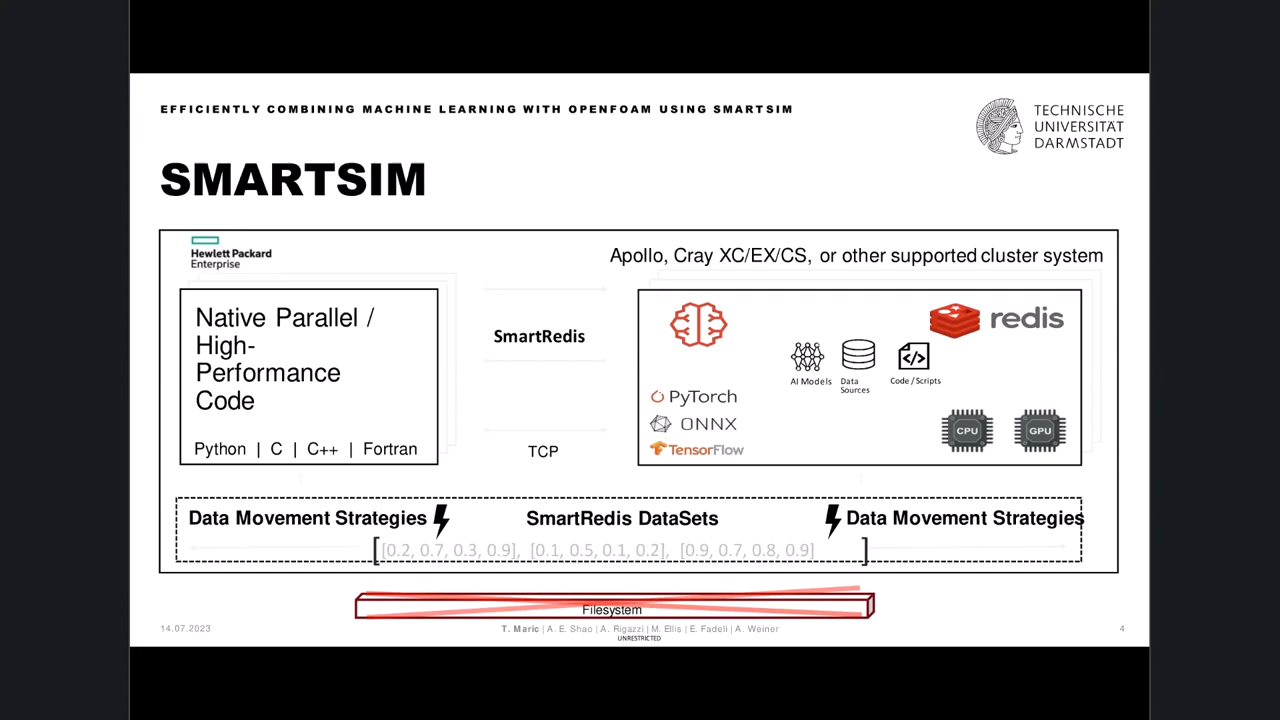 EFFICIENTLY COMBINING MACHINE LEARNING WITH OPENFOAM USING SMARTSIM
TECHNISCHE
UNIVERSITÄT
DARMSTADT
SMARTSIM
Hewlett Packard
Enterprise
Apollo, Cray XC/EX/CS, or other supported cluster system
Native Parallel /
High-
Performance
Code
Python | C | C++ | Fortran
SmartRedis
TCP
redis
AI Models
Data
Sources
Code / Scripts
PyTorch
ONNX
TensorFlow
CPU
GPU
Data Movement Strategies
SmartRedis DataSets
Data Movement Strategies
[[0.2, 0.7, 0.3, 0.9], [0.1, 0.5, 0.1, 0.2], [0.9, 0.7, 0.8, 0.9] ]
Filesystem
14.07.2023
T. Maric | A. E. Shao | A. Rigazzi | M. Ellis | E. Fadeli | A. Weiner
4
UNRESTRICTED